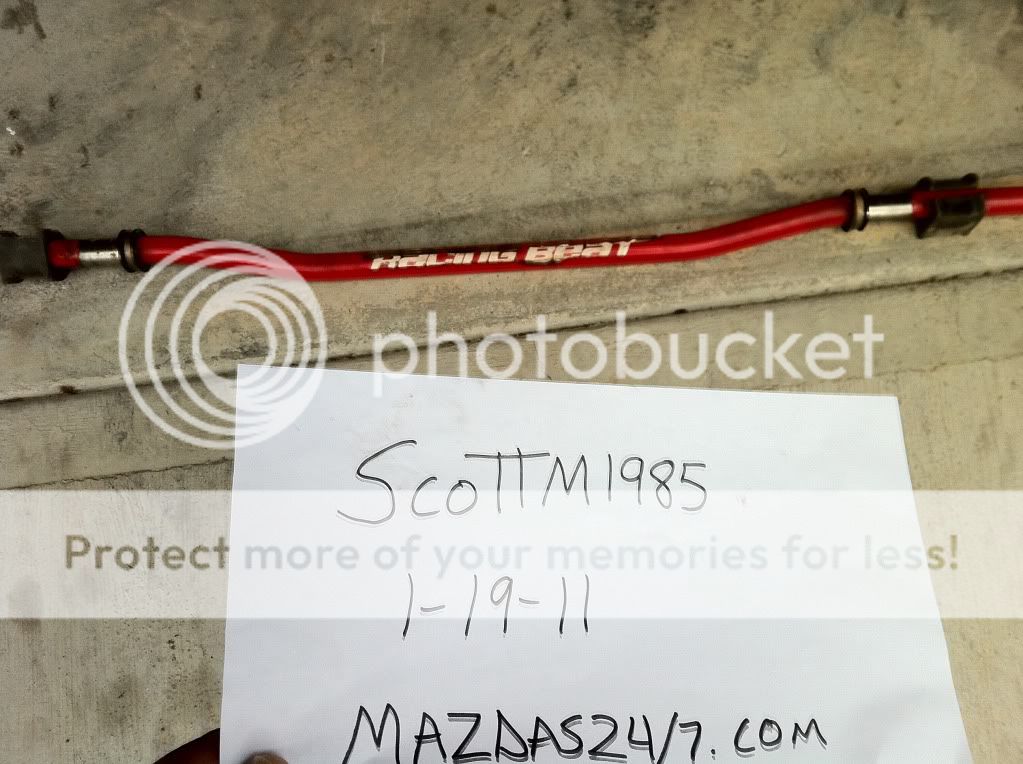 Racing Beat
photobucket
ScoTTM1985
Protect more of your memories for less!
1-19-11
MAZDAS24/7.COM